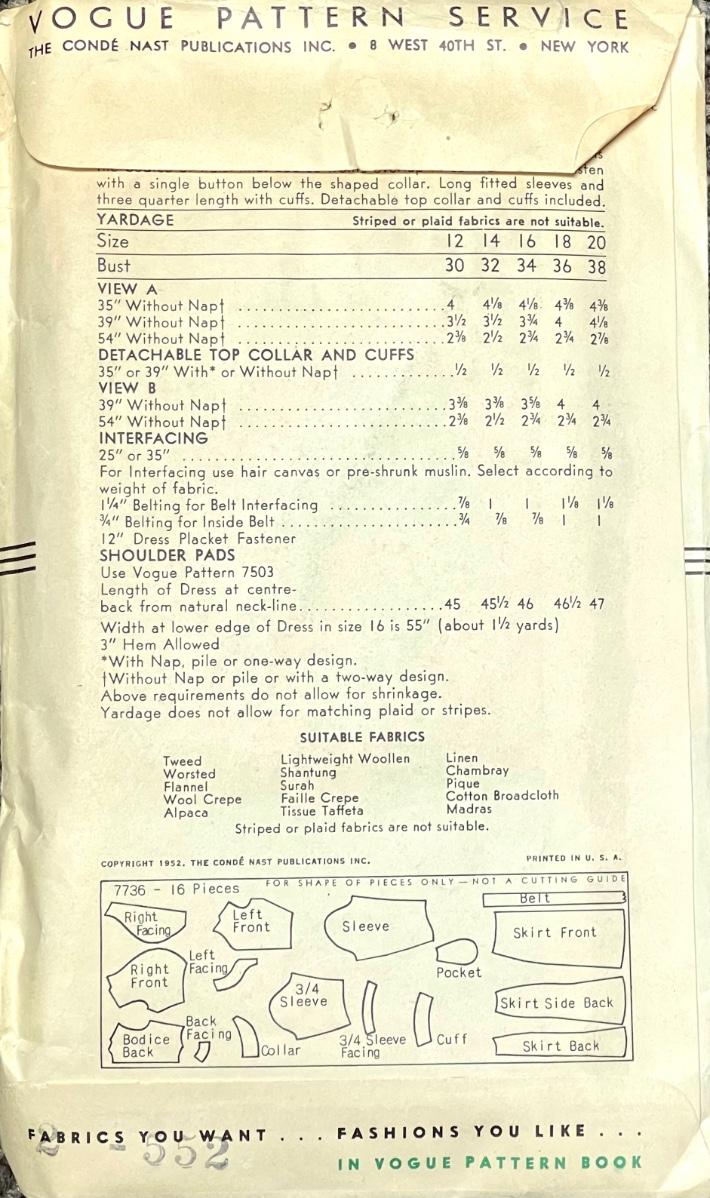 VOGUE PATTERN SERVICE
THE CONDÉ NAST PUBLICATIONS INC. • 8 WEST 40TH ST. • NEW YORK
with a single button below the shaped collar. Long fitted sleeves and
three quarter length with cuffs. Detachable top collar and cuffs included.
YARDAGE Striped or plaid fabrics are not suitable.
Size 12 14 16 18 20
Bust 30 32 34 36 38
VIEW A
35" Without Nap† 4 4⅛ 4⅛ 4⅜ 4⅜
39" Without Nap† 3½ 3½ 3¾ 4 4⅛
54" Without Nap† 2⅜ 2½ 2¾ 2¾ 2⅞
DETACHABLE TOP COLLAR AND CUFFS
35" or 39" With* or Without Nap† ½ ½ ½ ½ ½
VIEW B
39" Without Nap† 3⅜ 3⅜ 3⅝ 4 4
54" Without Nap† 2⅜ 2½ 2¾ 2¾ 2¾
INTERFACING
25" or 35" ⅝ ⅝ ⅝ ⅝ ⅝
For Interfacing use hair canvas or pre-shrunk muslin. Select according to
weight of fabric.
1¼" Belting for Belt Interfacing ⅞ 1 1 1⅛ 1⅛
¾" Belting for Inside Belt ¾ ⅞ ⅞ 1 1
12" Dress Placket Fastener
SHOULDER PADS
Use Vogue Pattern 7503
Length of Dress at centre-
back from natural neck-line 45 45½ 46 46½ 47
Width at lower edge of Dress in size 16 is 55" (about 1½ yards)
3" Hem Allowed
*With Nap, pile or one-way design.
†Without Nap or pile or with a two-way design.
Above requirements do not allow for shrinkage.
Yardage does not allow for matching plaid or stripes.
SUITABLE FABRICS
Tweed Lightweight Woollen Linen
Worsted Shantung Chambray
Flannel Surah Pique
Wool Crepe Faille Crepe Cotton Broadcloth
Alpaca Tissue Taffeta Madras
Striped or plaid fabrics are not suitable.
COPYRIGHT 1952, THE CONDÉ NAST PUBLICATIONS INC. PRINTED IN U. S. A.
7736 - 16 Pieces FOR SHAPE OF PIECES ONLY — NOT A CUTTING GUIDE
Belt
Right
Facing
Left
Front
Sleeve
Skirt Front
Left
Facing
Right
Front
Pocket
3/4
Sleeve
Skirt Side Back
Back
Facing
Bodice
Back
Collar
3/4 Sleeve
Facing
Cuff
Skirt Back
FABRICS YOU WANT . . . FASHIONS YOU LIKE . . .
2 - 552
IN VOGUE PATTERN BOOK